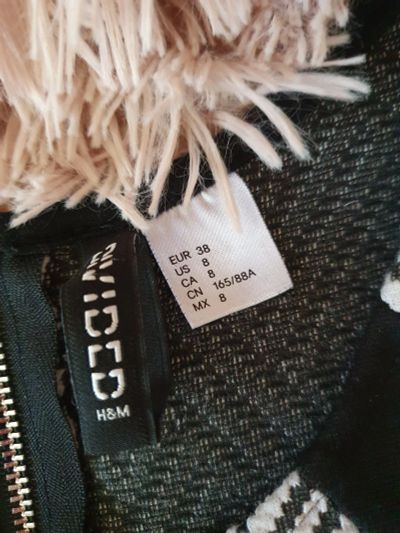 DIVIDED
H&M
EUR 38
US 8
CA 8
CN 165/88A
MX 8